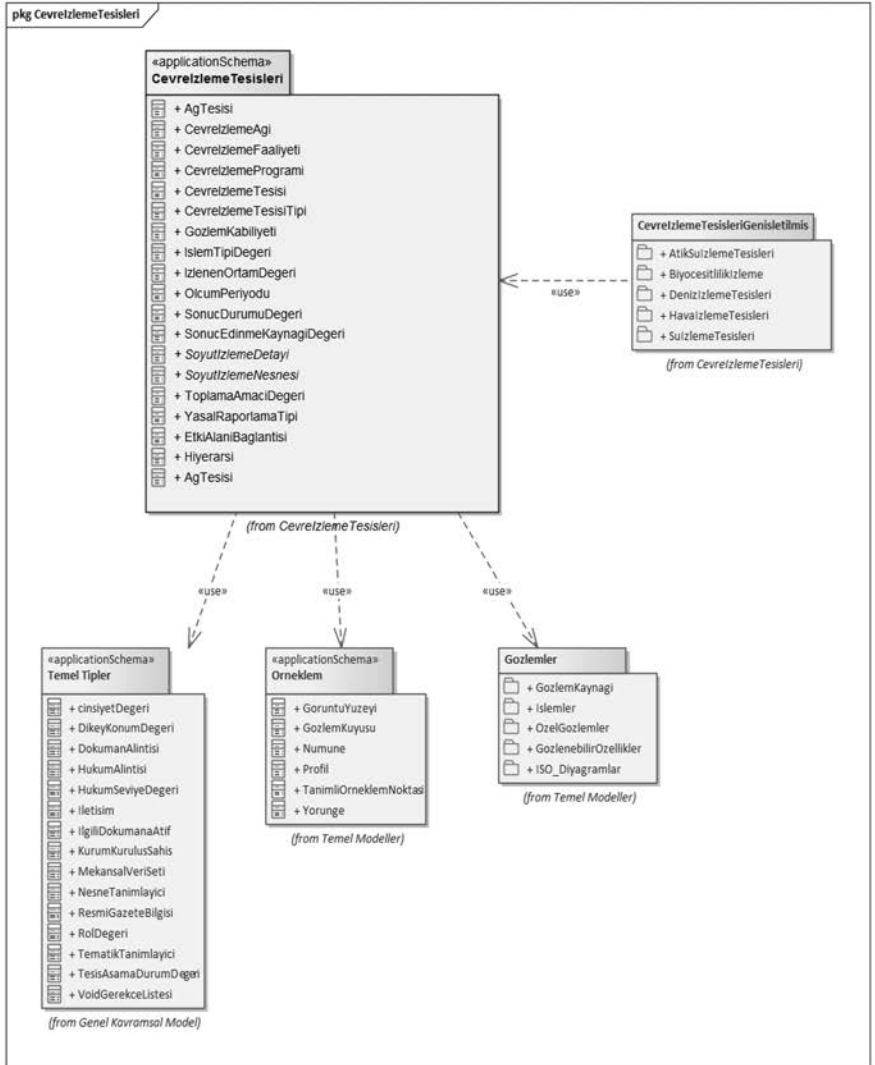 pkg CevreIzlemeTesisleri
«applicationSchema»
CevreIzlemeTesisleri
+ AgTesisi
+ CevreIzlemeAgi
+ CevreIzlemeFaaliyeti
+ CevreIzlemeProgrami
+ CevreIzlemeTesisi
+ CevreIzlemeTesisiTipi
+ GozlemKabiliyeti
+ IslemTipiDegeri
+ IzlenenOrtamDegeri
+ OlcumPeriyodu
+ SonucDurumuDegeri
+ SonucEdinmeKaynagiDegeri
+ SoyutIzlemeDetayi
+ SoyutIzlemeNesnesi
+ ToplamaAmaciDegeri
+ YasalRaporlamaTipi
+ EtkiAlaniBaglantisi
+ Hiyerarsi
+ AgTesisi
(from CevreIzlemeTesisleri)
CevreIzlemeTesisleriGenisletilmis
+ AtikSuIzlemeTesisleri
+ BiyocesitlilikIzleme
+ DenizIzlemeTesisleri
+ HavaIzlemeTesisleri
+ SuIzlemeTesisleri
(from CevreIzlemeTesisleri)
«use»
«use»
«use»
«use»
«applicationSchema»
Temel Tipler
+ cinsiyetDegeri
+ DikeyKonumDegeri
+ DokumanAlintisi
+ HukumAlintisi
+ HukumSeviyeDegeri
+ Iletisim
+ IlgiliDokumanaAtif
+ KurumKurulusSahis
+ MekansalVeriSeti
+ NesneTanimlayici
+ ResmiGazeteBilgisi
+ RolDegeri
+ TematikTanimlayici
+ TesisAsamaDurumDegeri
+ VoidGerekceListesi
(from Genel Kavramsal Model)
«applicationSchema»
Orneklem
+ GoruntuYuzeyi
+ GozlemKuyusu
+ Numune
+ Profil
+ TanimliOrneklemNoktasi
+ Yorunge
(from Temel Modeller)
Gozlemler
+ GozlemKaynagi
+ Islemler
+ OzelGozlemler
+ GozlenebilirOzellikler
+ ISO_Diyagramlar
(from Temel Modeller)